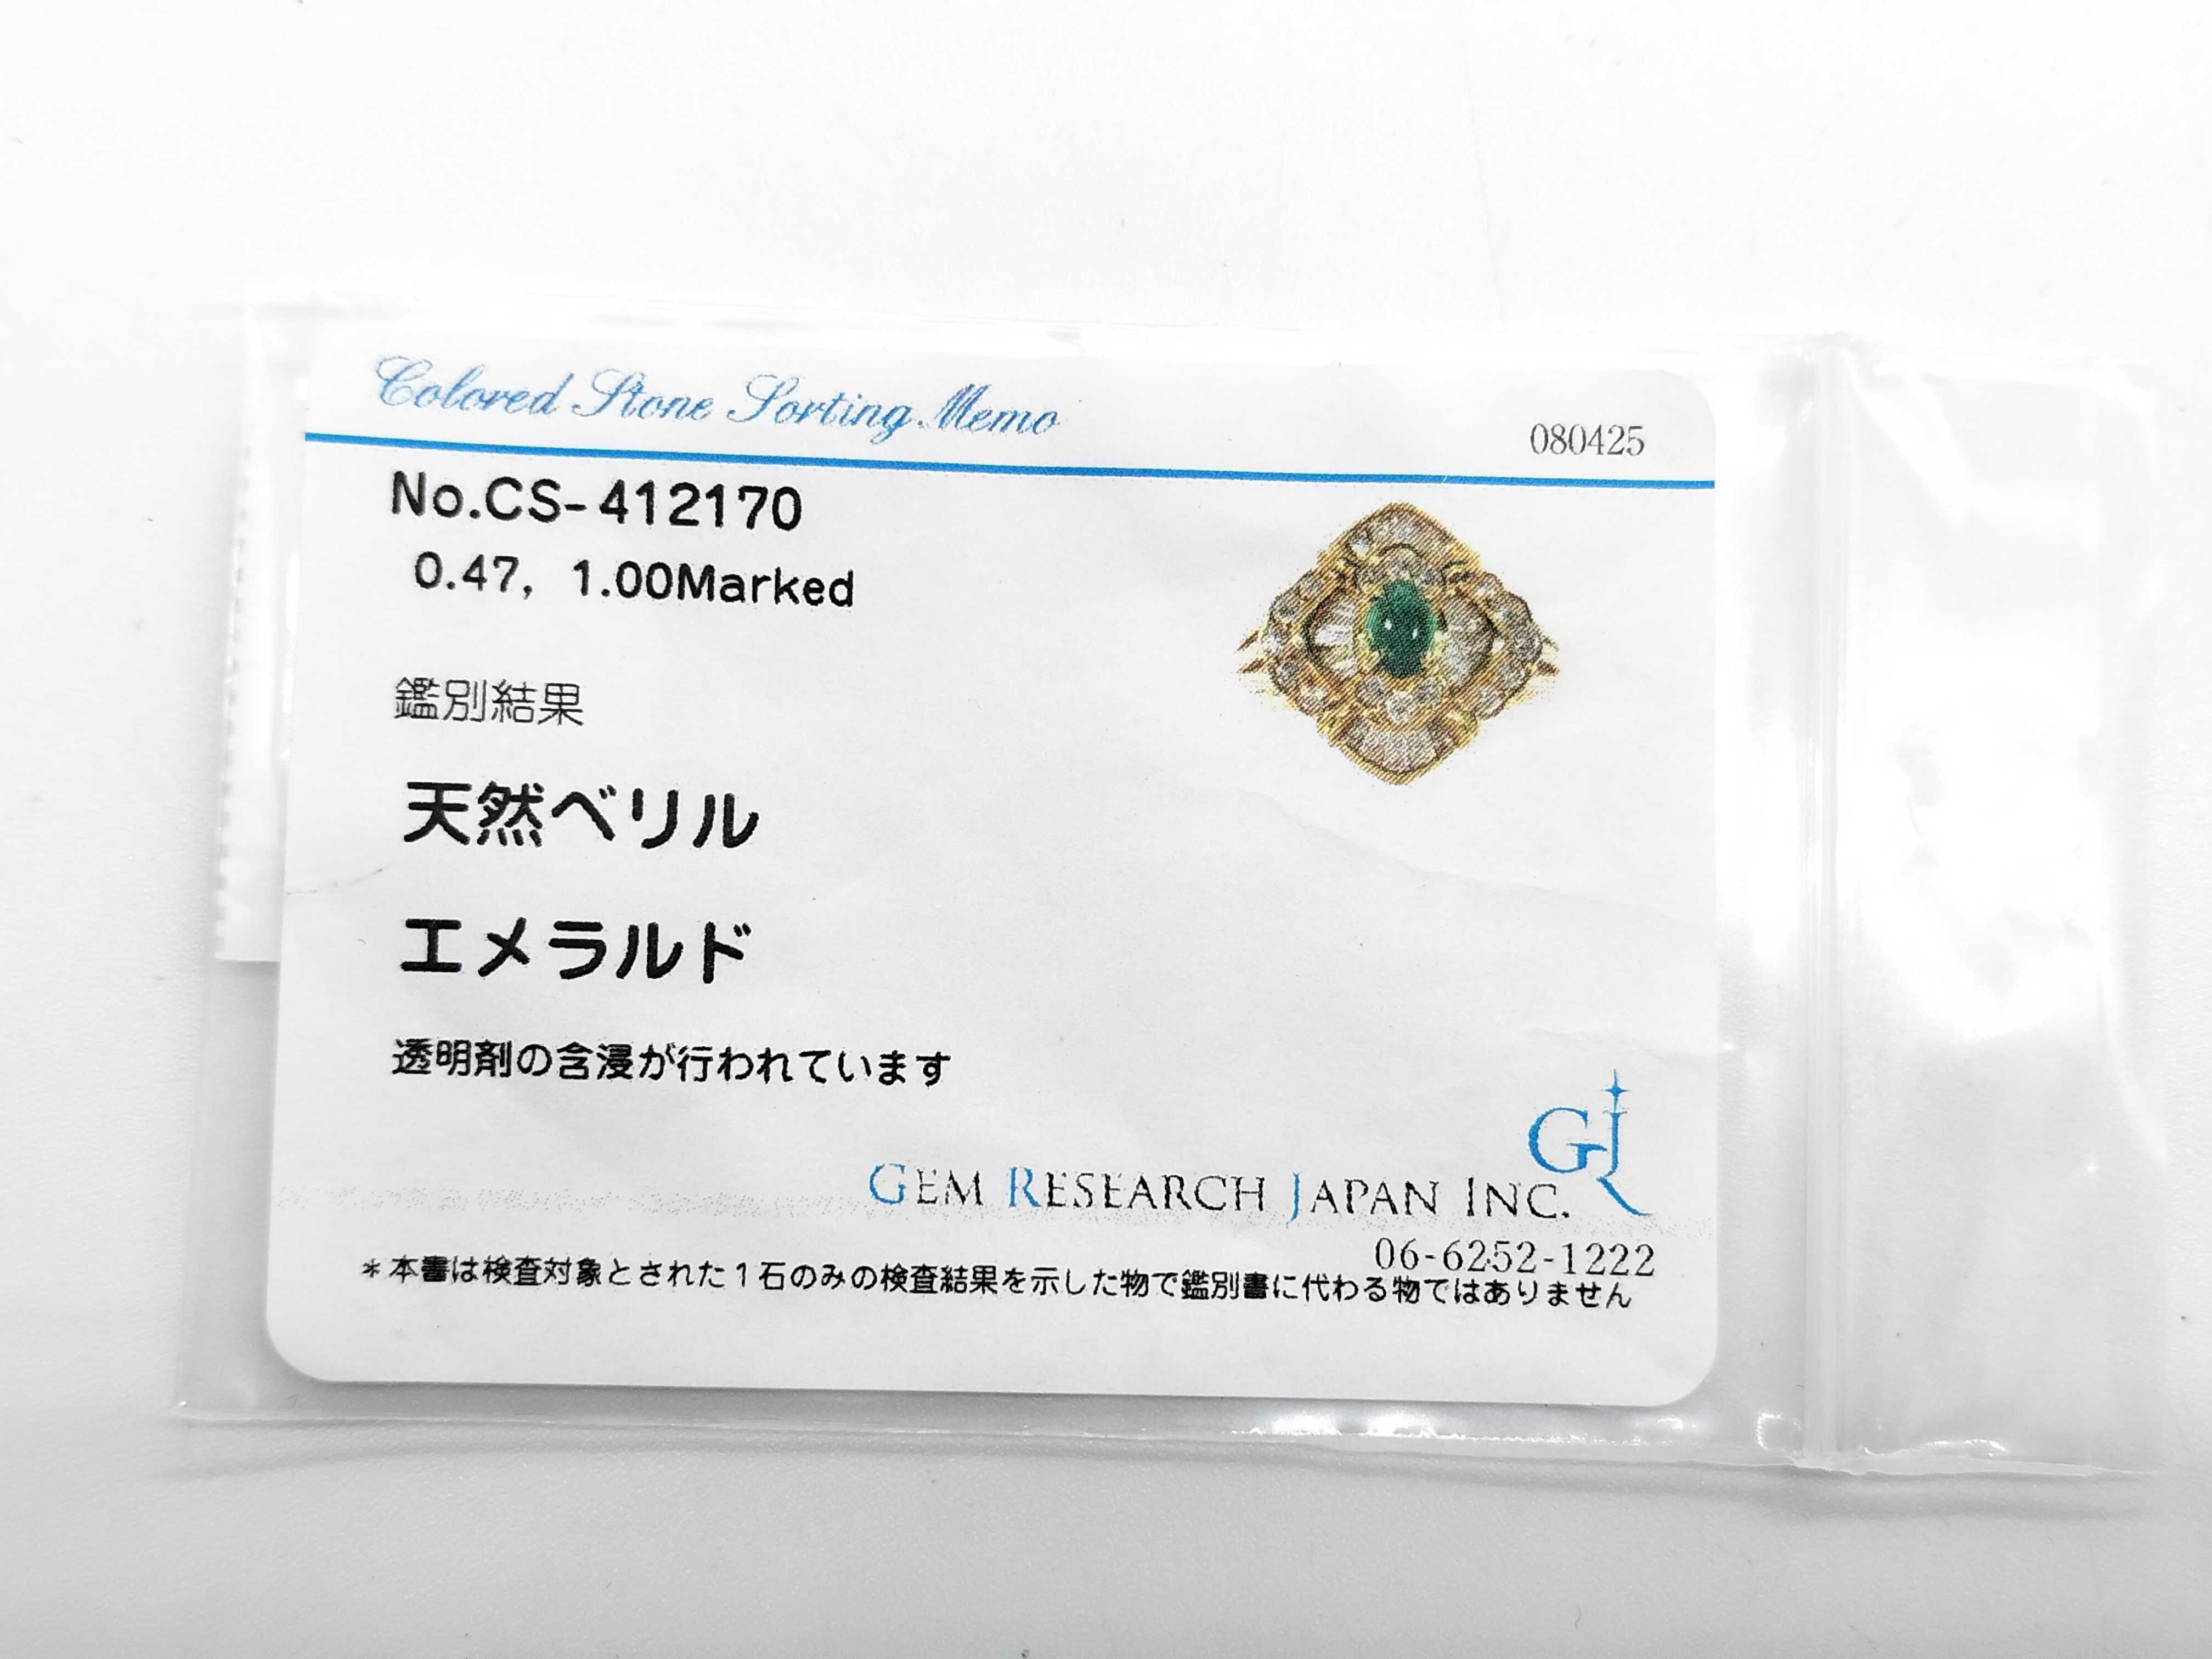 Colored Stone Sorting Memo
080425
No.CS-412170
0.47, 1.00Marked
鑑別結果
天然ベリル
エメラルド
透明剤の含浸が行われています
GJR
GEM RESEARCH JAPAN INC.
06-6252-1222
*本書は検査対象とされた1石のみの検査結果を示した物で鑑別書に代わる物ではありません